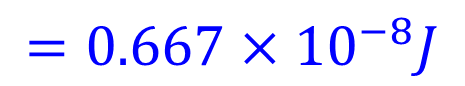 = 0.667 × 10⁻⁸J